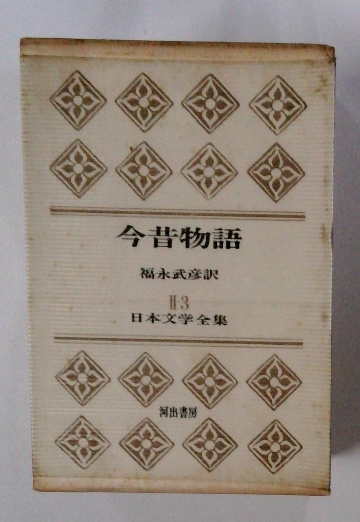 今昔物語
福永武彦訳
II-3
日本文学全集
河出書房